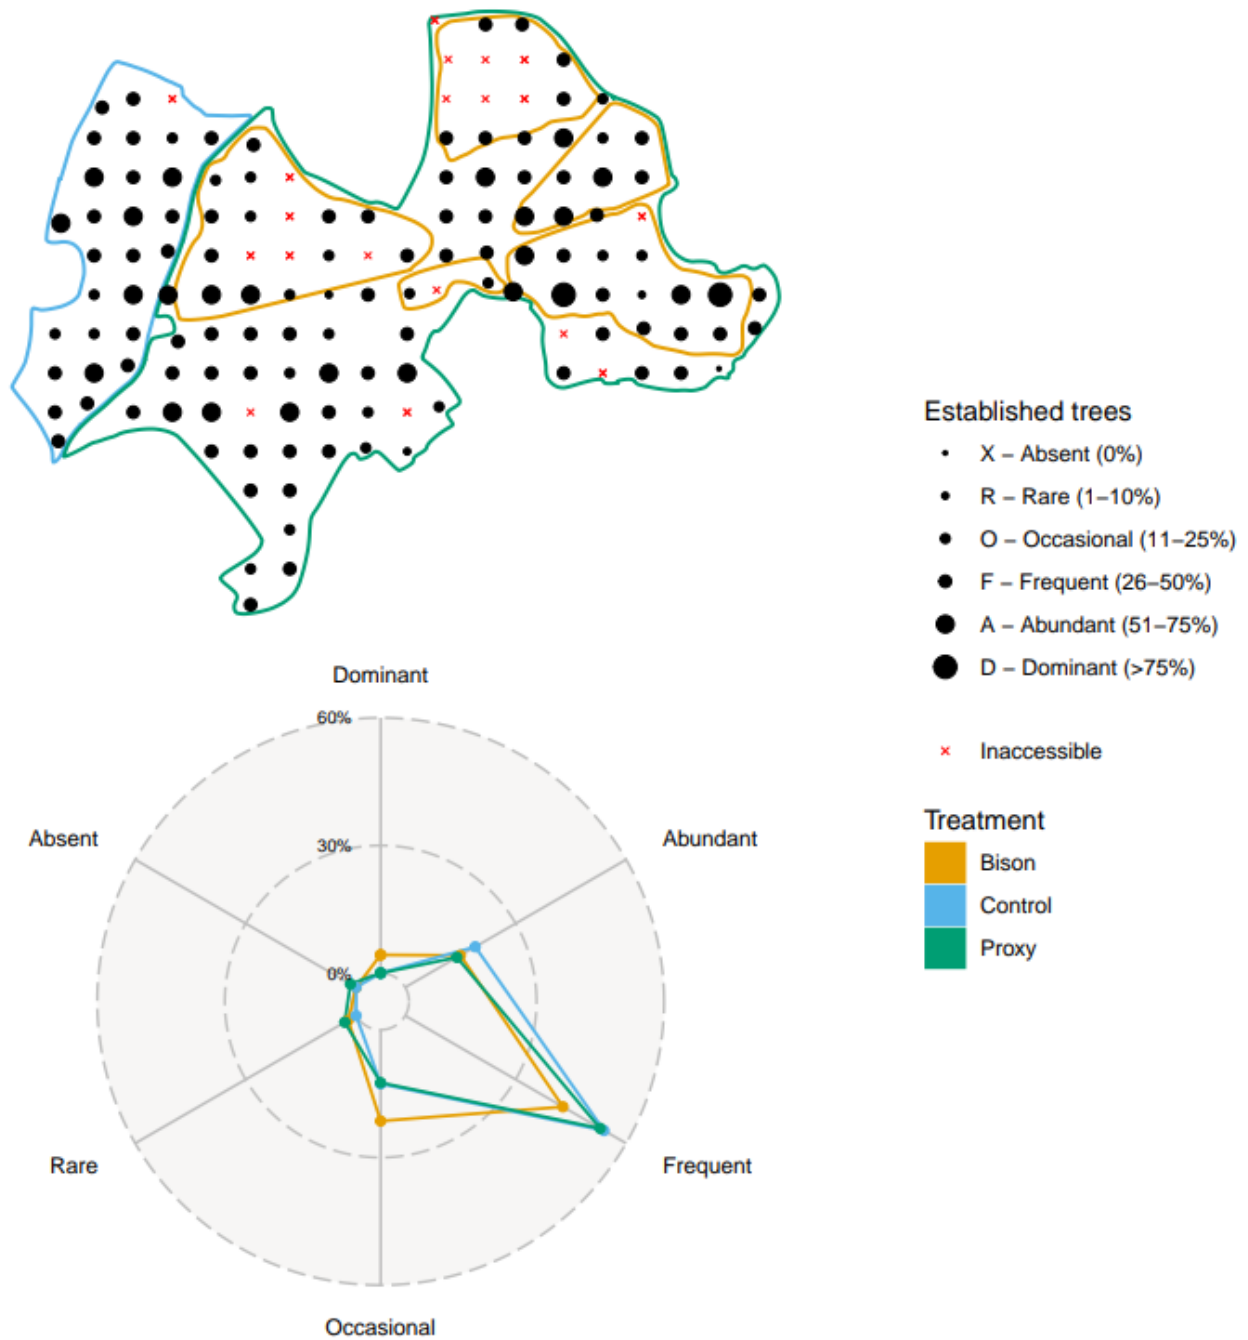 Established trees
X – Absent (0%)
R – Rare (1–10%)
O – Occasional (11–25%)
F – Frequent (26–50%)
A – Abundant (51–75%)
D – Dominant (>75%)
Inaccessible
Treatment
Bison
Control
Proxy
Dominant
60%
Absent
30%
Abundant
0%
Rare
Frequent
Occasional